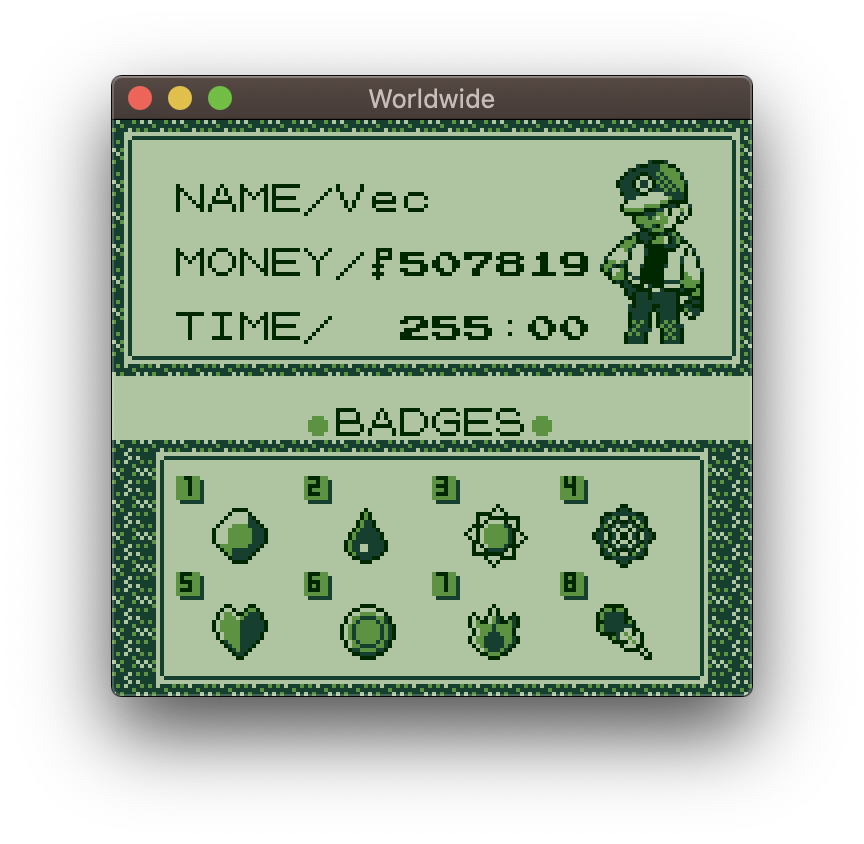 Worldwide
NAME/Vec
MONEY/₽507819
TIME/ 255:00
BADGES
1 2 3 4
5 6 7 8